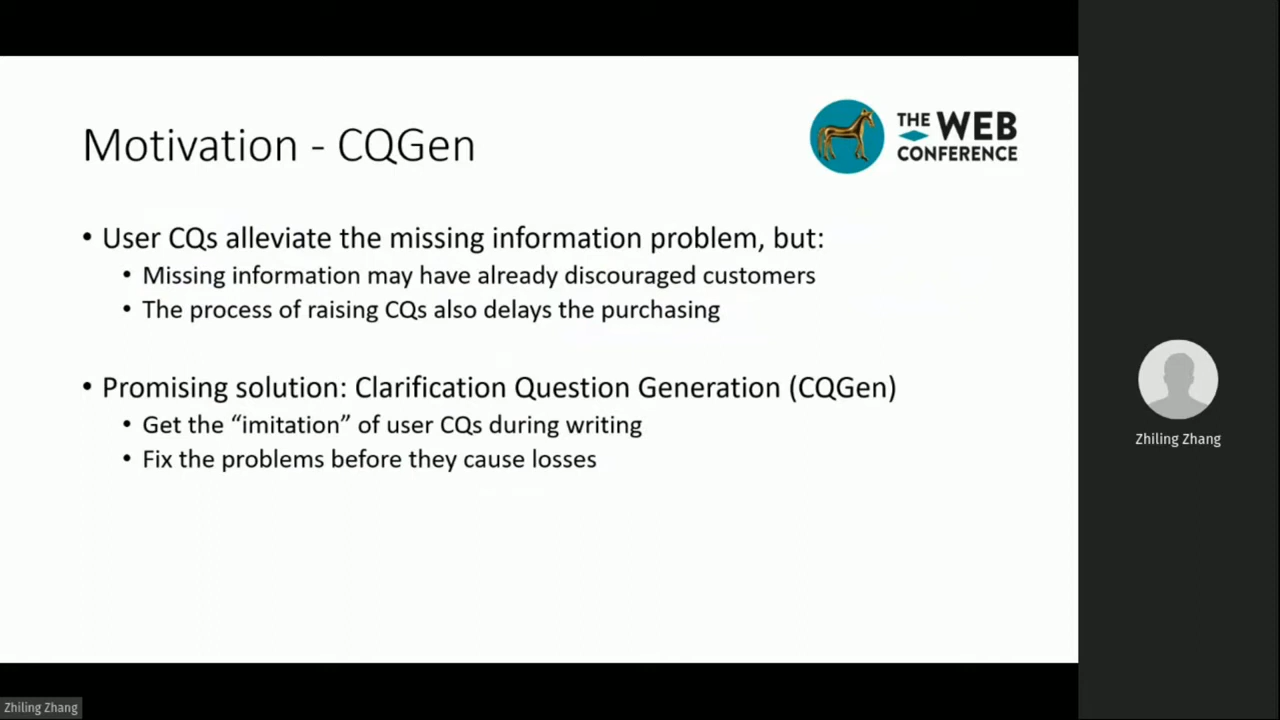 Motivation - CQGen
THE WEB
CONFERENCE
• User CQs alleviate the missing information problem, but:
• Missing information may have already discouraged customers
• The process of raising CQs also delays the purchasing
• Promising solution: Clarification Question Generation (CQGen)
• Get the “imitation” of user CQs during writing
• Fix the problems before they cause losses
Zhiling Zhang
Zhiling Zhang